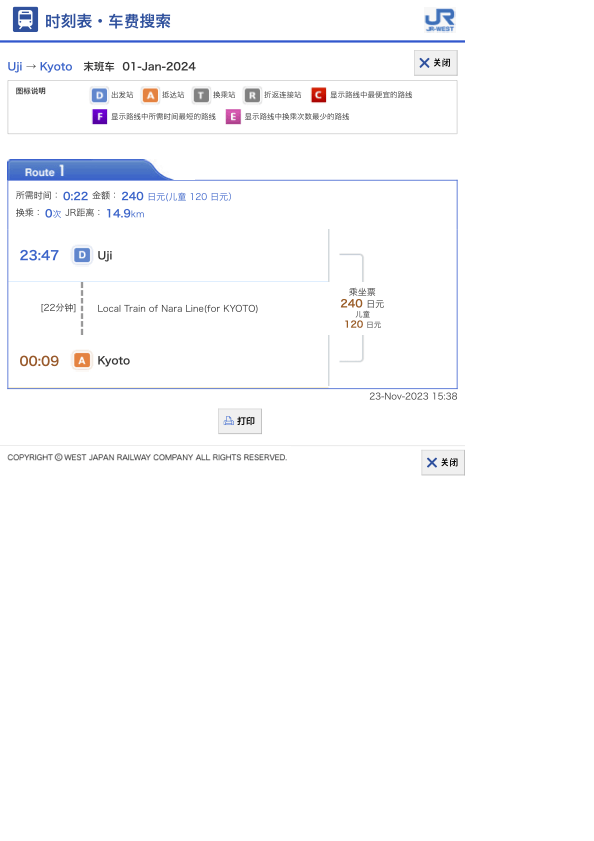 时刻表・车费搜索
JR
JR-WEST
Uji → Kyoto 末班车 01-Jan-2024
关闭
图标说明
D 出发站 A 抵达站 T 换乘站 R 折返连接站 C 显示路线中最便宜的路线
F 显示路线中所需时间最短的路线 E 显示路线中换乘次数最少的路线
Route 1
所需时间： 0:22 金额： 240 日元(儿童 120 日元)
换乘： 0次 JR距离： 14.9km
23:47 D Uji
[22分钟] Local Train of Nara Line(for KYOTO)
乘坐票
240 日元
儿童
120 日元
00:09 A Kyoto
23-Nov-2023 15:38
打印
COPYRIGHT © WEST JAPAN RAILWAY COMPANY ALL RIGHTS RESERVED.
关闭